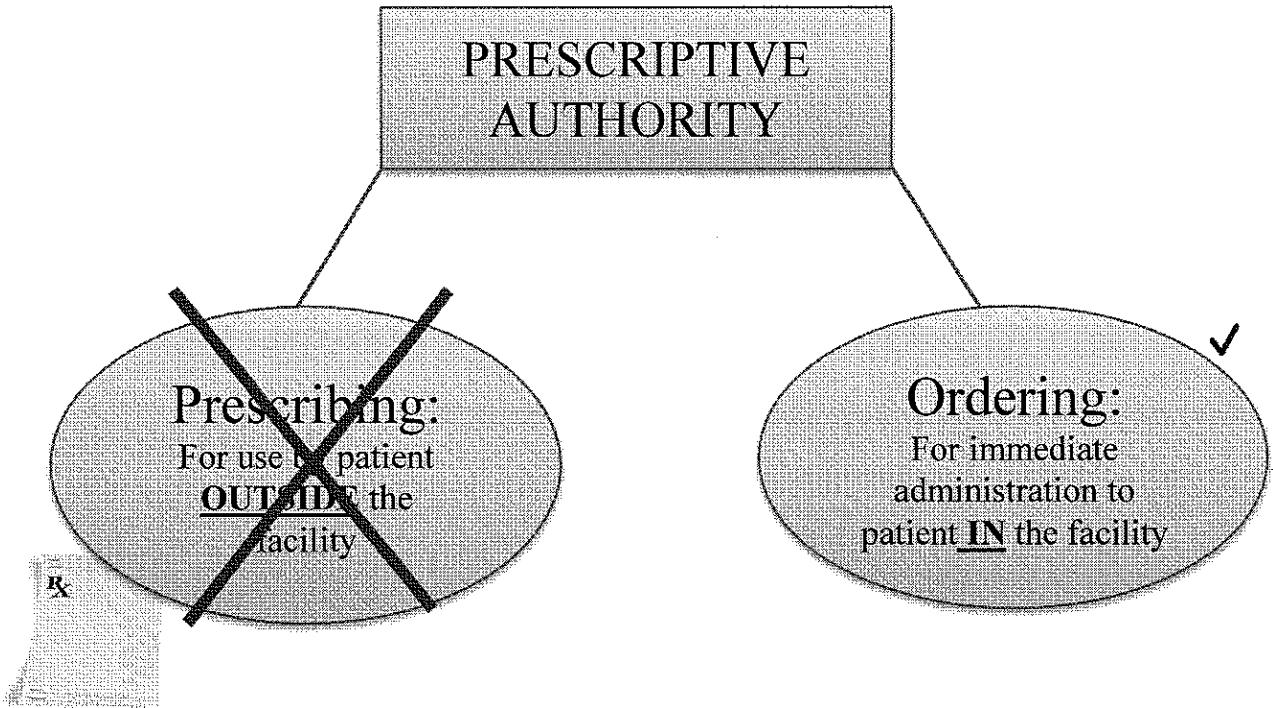 PRESCRIPTIVE
AUTHORITY
Prescribing:
For use patient
OUTSIDE the
facility
Rx
Ordering:
For immediate
administration to
patient IN the facility